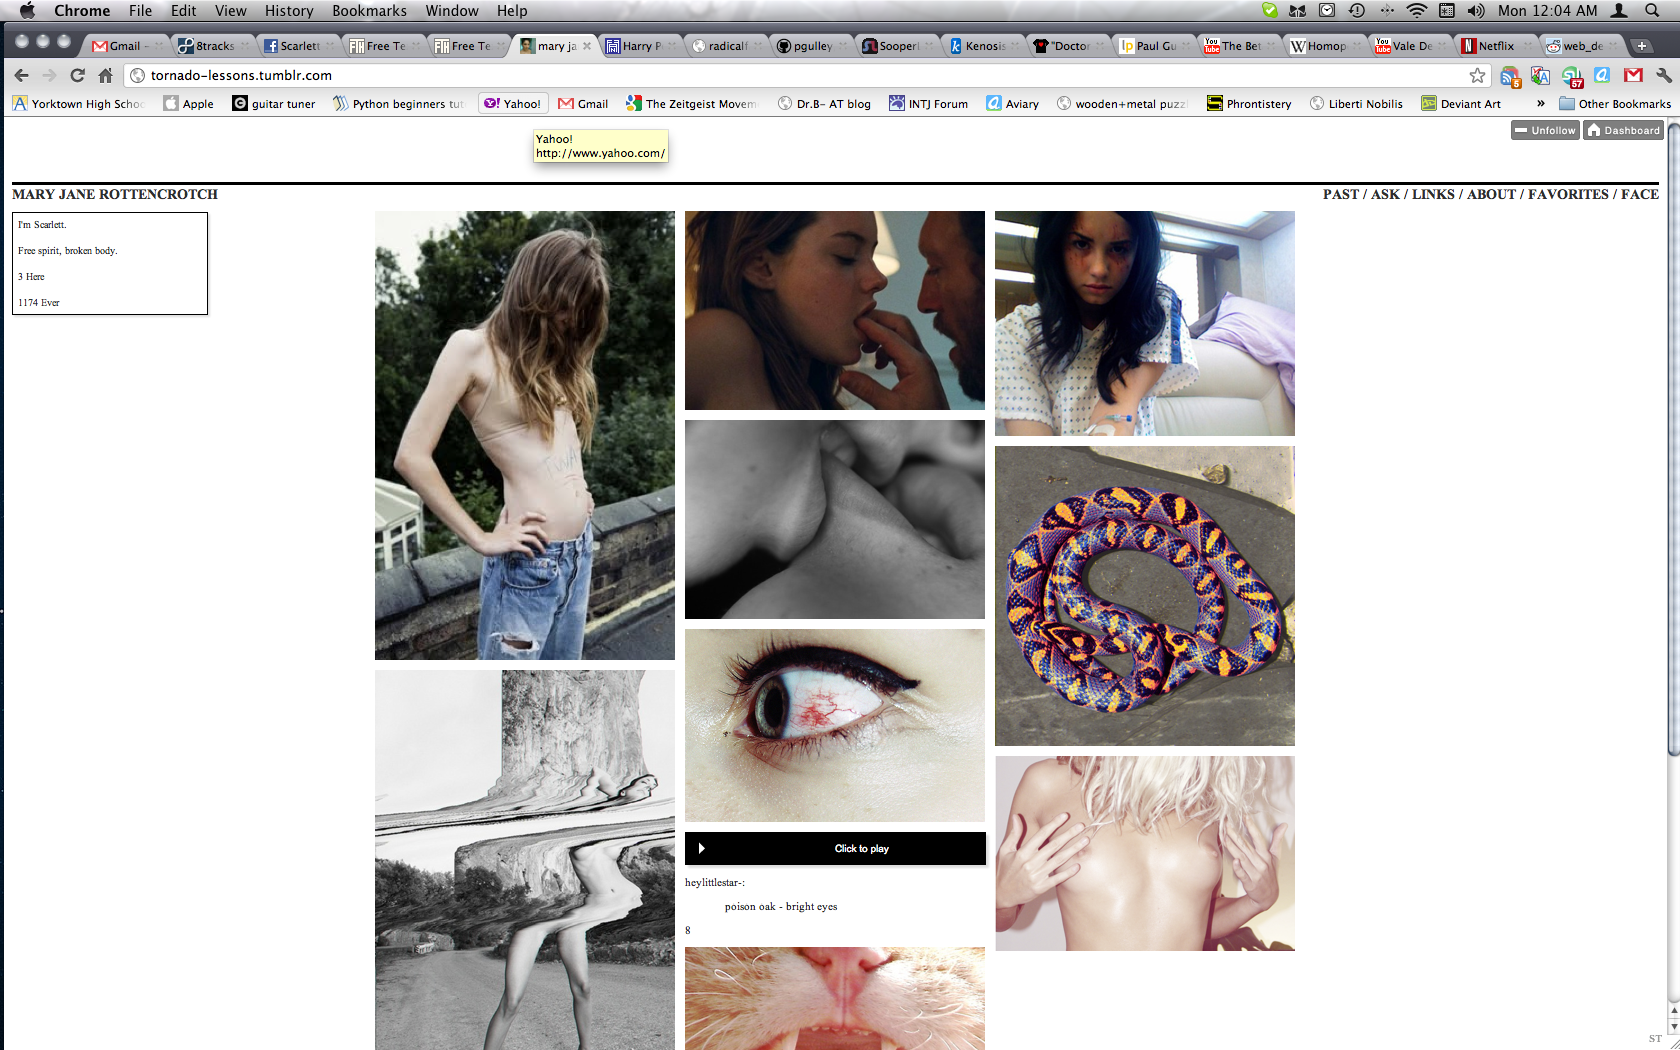 Chrome File Edit View History Bookmarks Window Help Mon 12:04 AM
Gmail - 8tracks Scarlett Free Te Free Te mary ja Harry P radicalf pgulley Sooper Kenosis "Doctor Paul Gu The Bet Homop Vale De Netflix web_de
tornado-lessons.tumblr.com
5 57
Yorktown High Schoo Apple guitar tuner Python beginners tut Yahoo! Gmail The Zeitgeist Movem Dr.B- AT blog INTJ Forum Aviary wooden+metal puzzl Phrontistery Liberti Nobilis Deviant Art » Other Bookmarks
Unfollow Dashboard
Yahoo!
http://www.yahoo.com/
MARY JANE ROTTENCROTCH
PAST / ASK / LINKS / ABOUT / FAVORITES / FACE
I'm Scarlett.
Free spirit, broken body.
3 Here
1174 Ever
TWAT
Click to play
heylittlestar-:
poison oak - bright eyes
8
ST